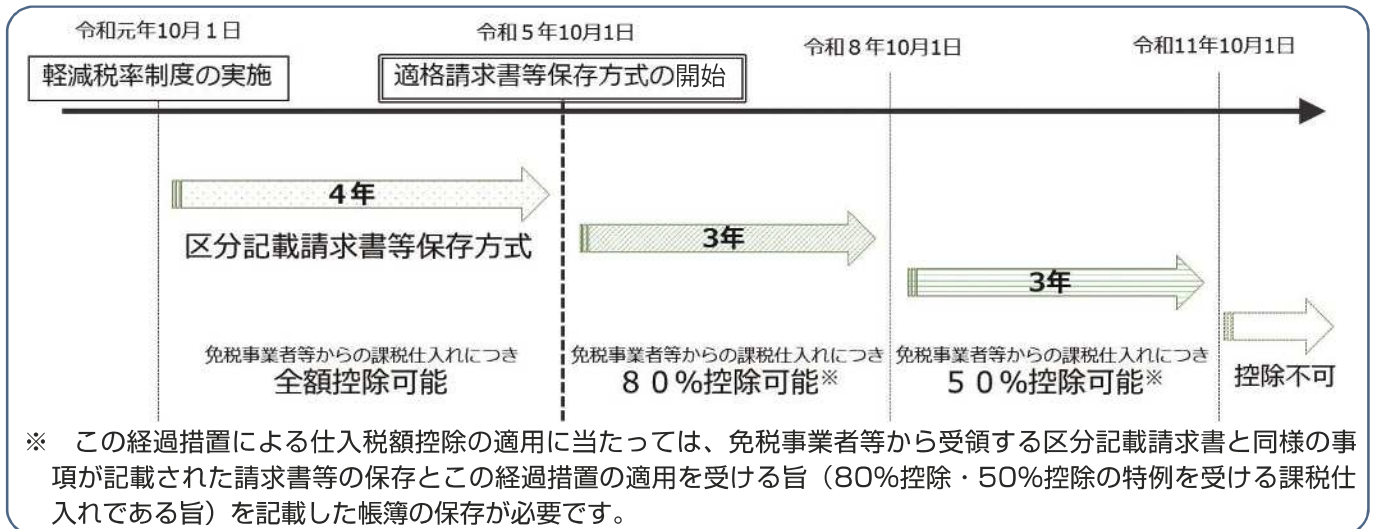 令和元年10月1日
令和5年10月1日
令和8年10月1日
令和11年10月1日
軽減税率制度の実施
適格請求書等保存方式の開始
4年
区分記載請求書等保存方式
3年
3年
免税事業者等からの課税仕入れにつき
全額控除可能
免税事業者等からの課税仕入れにつき
80%控除可能※
免税事業者等からの課税仕入れにつき
50%控除可能※
控除不可
※ この経過措置による仕入税額控除の適用に当たっては、免税事業者等から受領する区分記載請求書と同様の事
項が記載された請求書等の保存とこの経過措置の適用を受ける旨(80%控除・50%控除の特例を受ける課税仕
入れである旨)を記載した帳簿の保存が必要です。